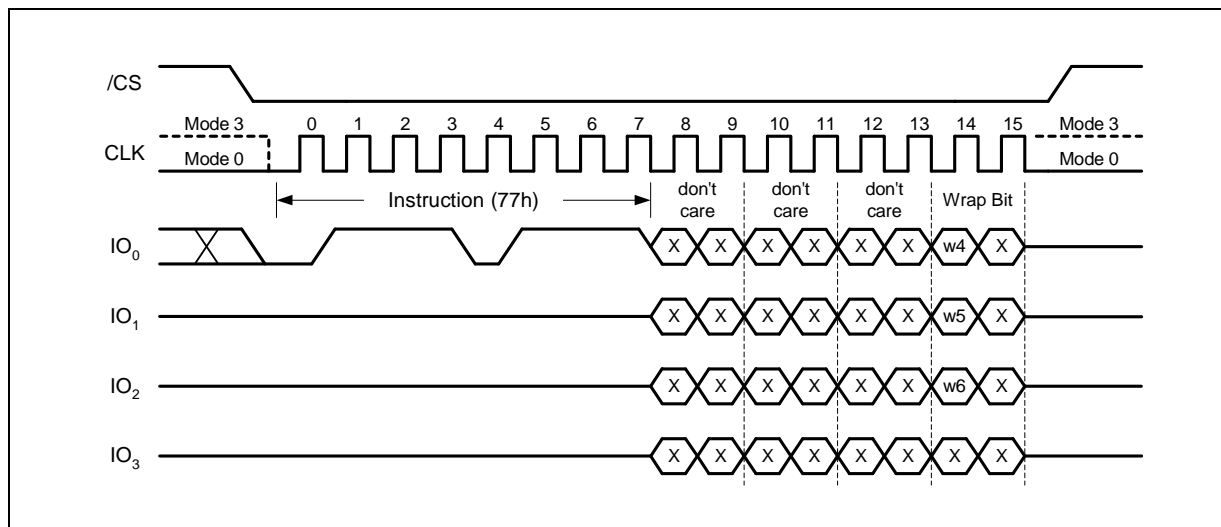 /CS
Mode 3 0 1 2 3 4 5 6 7 8 9 10 11 12 13 14 15 Mode 3
CLK
Mode 0 Mode 0
Instruction (77h) don't care don't care don't care Wrap Bit
IO0 X X X X X X w4 X
IO1 X X X X X X w5 X
IO2 X X X X X X w6 X
IO3 X X X X X X X X